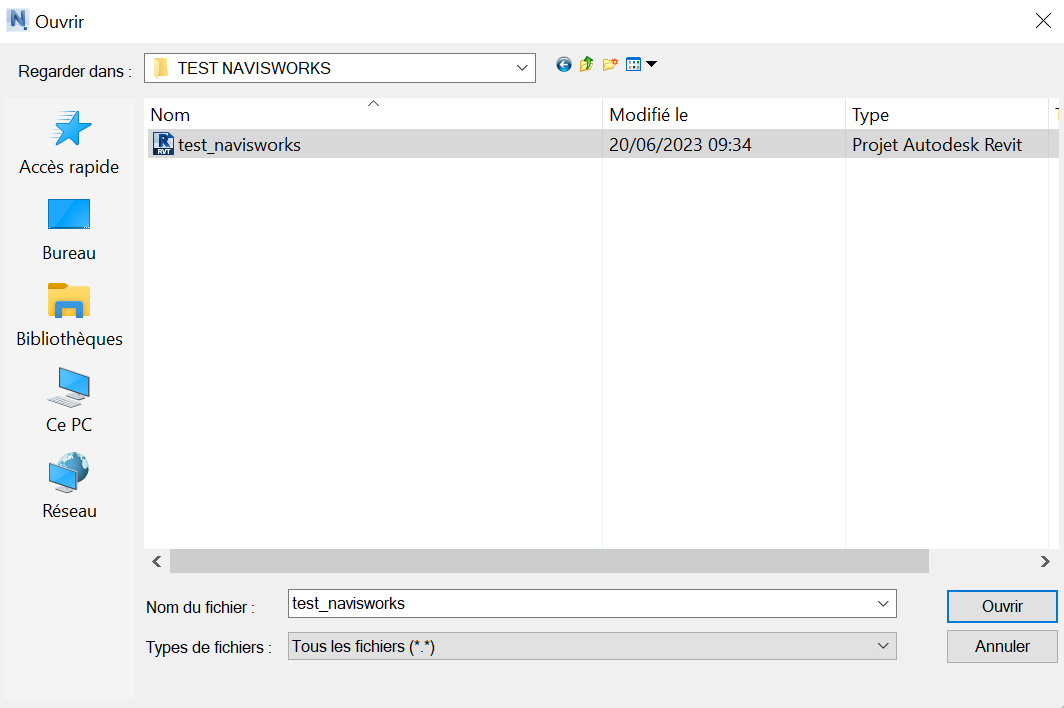 Ouvrir
Regarder dans :
TEST NAVISWORKS
Accès rapide
Bureau
Bibliothèques
Ce PC
Réseau
Nom Modifié le Type
RVT test_navisworks 20/06/2023 09:34 Projet Autodesk Revit
Nom du fichier : test_navisworks Ouvrir
Types de fichiers : Tous les fichiers (*.*) Annuler